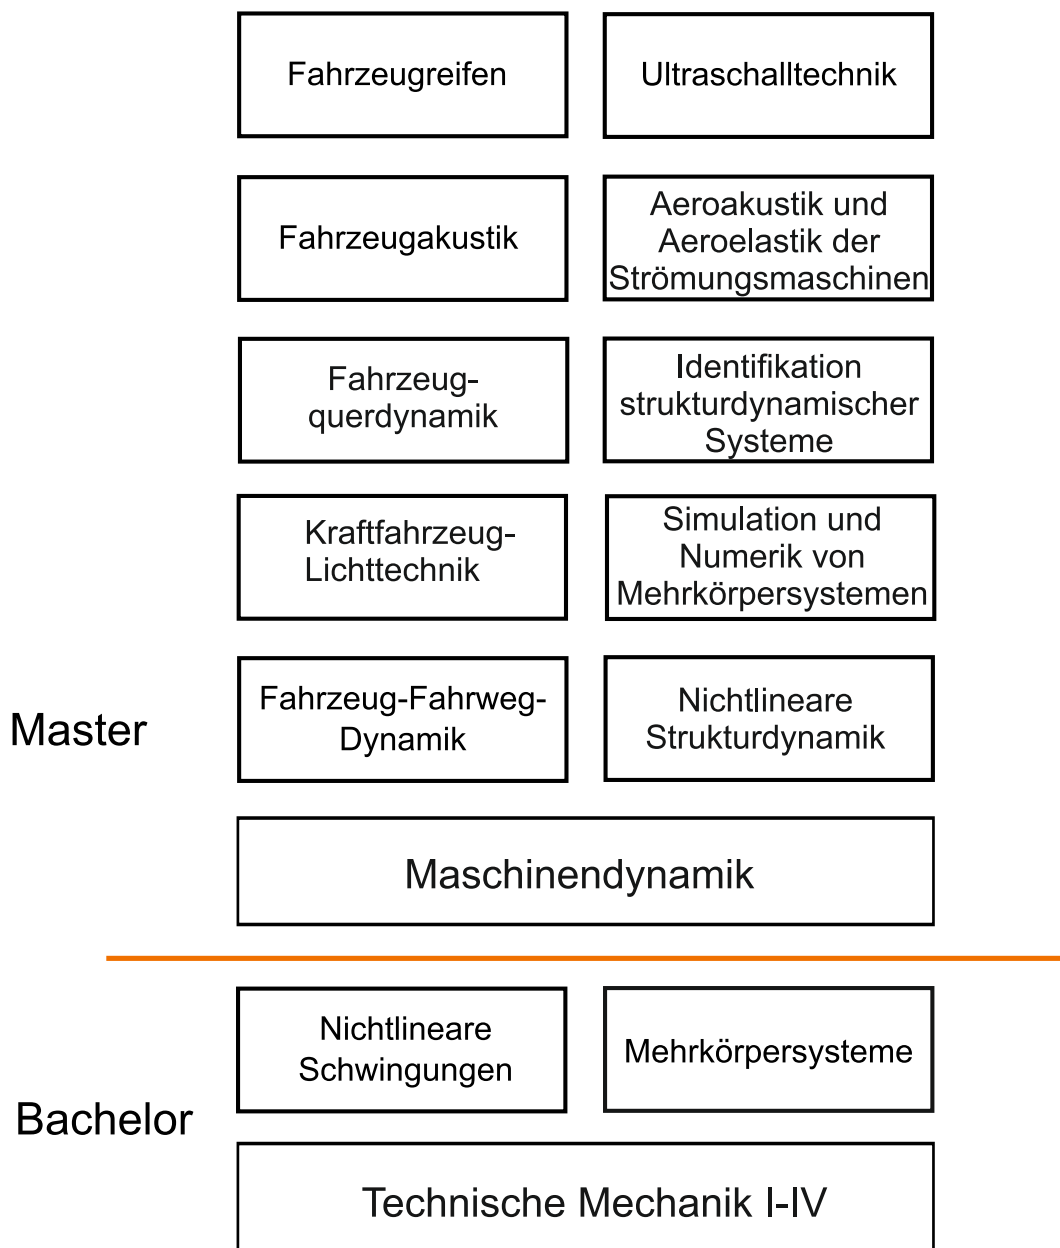 Fahrzeugreifen
Ultraschalltechnik
Fahrzeugakustik
Aeroakustik und
Aeroelastik der
Strömungsmaschinen
Fahrzeug-
querdynamik
Identifikation
strukturdynamischer
Systeme
Kraftfahrzeug-
Lichttechnik
Simulation und
Numerik von
Mehrkörpersystemen
Master
Fahrzeug-Fahrweg-
Dynamik
Nichtlineare
Strukturdynamik
Maschinendynamik
Bachelor
Nichtlineare
Schwingungen
Mehrkörpersysteme
Technische Mechanik I-IV